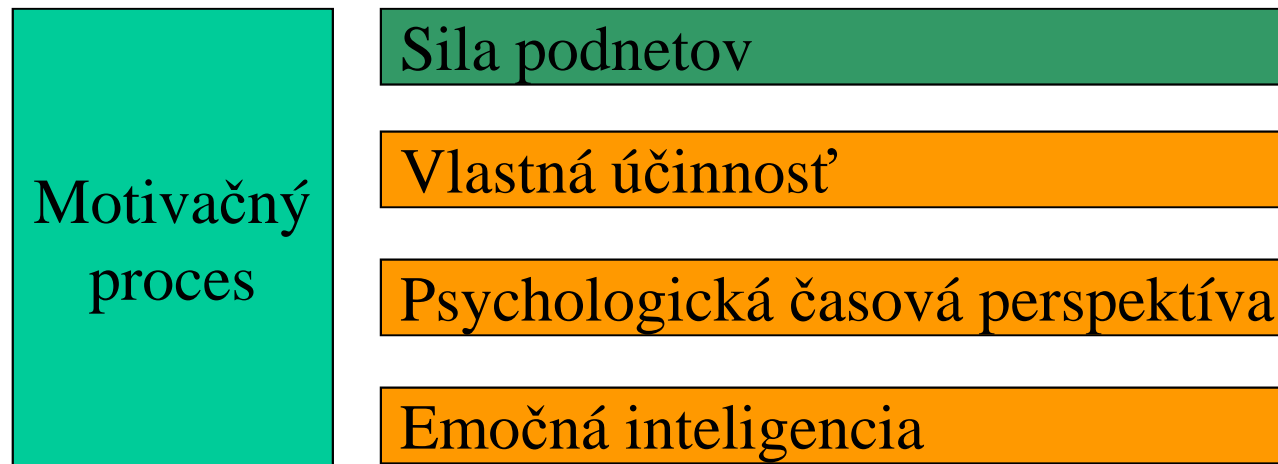 Motivačný
proces
Sila podnetov
Vlastná účinnosť
Psychologická časová perspektíva
Emočná inteligencia